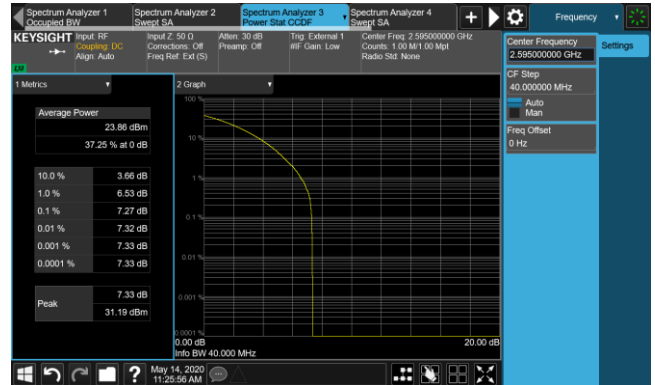 Spectrum Analyzer 1
Occupied BW
Spectrum Analyzer 2
Swept SA
Spectrum Analyzer 3
Power Stat CCDF
Spectrum Analyzer 4
Swept SA
Frequency
KEYSIGHT
Input: RF
Coupling: DC
Align: Auto
Input Z: 50 Ω
Corrections: Off
Freq Ref: Ext (S)
Atten: 30 dB
Preamp: Off
Trig: External 1
#IF Gain: Low
Center Freq: 2.595000000 GHz
Counts: 1.00 M/1.00 Mpt
Radio Std: None
Center Frequency
2.595000000 GHz
Settings
CF Step
40.000000 MHz
Auto
Man
Freq Offset
0 Hz
1 Metrics
2 Graph
Average Power
23.86 dBm
37.25 % at 0 dB
10.0 % 3.66 dB
1.0 % 6.53 dB
0.1 % 7.27 dB
0.01 % 7.32 dB
0.001 % 7.33 dB
0.0001 % 7.33 dB
Peak
7.33 dB
31.19 dBm
100 %
10 %
1 %
0.1 %
0.01 %
0.001 %
0.0001 %
0.00 dB
20.00 dB
Info BW 40.000 MHz
May 14, 2020
11:25:56 AM